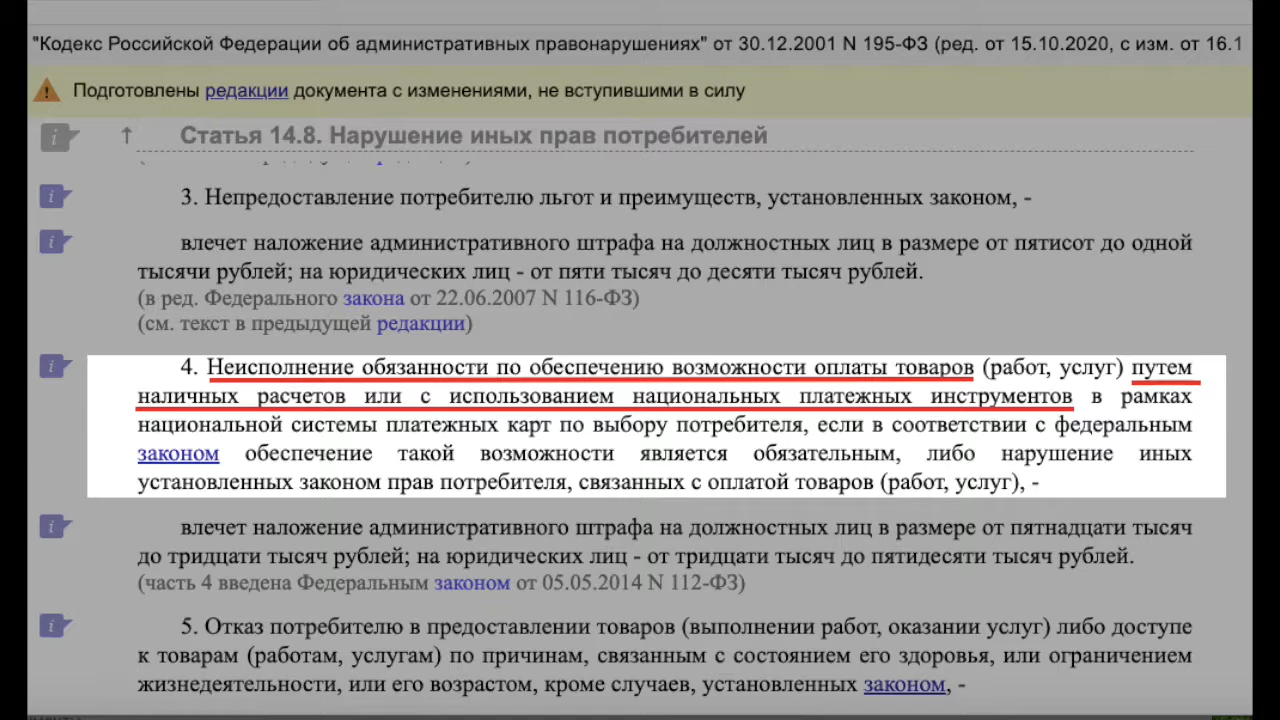 "Кодекс Российской Федерации об административных правонарушениях" от 30.12.2001 N 195-ФЗ (ред. от 15.10.2020, с изм. от 16.1
Подготовлены редакции документа с изменениями, не вступившими в силу
Статья 14.8. Нарушение иных прав потребителей
3. Непредоставление потребителю льгот и преимуществ, установленных законом, -
влечет наложение административного штрафа на должностных лиц в размере от пятисот до одной
тысячи рублей; на юридических лиц - от пяти тысяч до десяти тысяч рублей.
(в ред. Федерального закона от 22.06.2007 N 116-ФЗ)
(см. текст в предыдущей редакции)
4. Неисполнение обязанности по обеспечению возможности оплаты товаров (работ, услуг) путем
наличных расчетов или с использованием национальных платежных инструментов в рамках
национальной системы платежных карт по выбору потребителя, если в соответствии с федеральным
законом обеспечение такой возможности является обязательным, либо нарушение иных
установленных законом прав потребителя, связанных с оплатой товаров (работ, услуг), -
влечет наложение административного штрафа на должностных лиц в размере от пятнадцати тысяч
до тридцати тысяч рублей; на юридических лиц - от тридцати тысяч до пятидесяти тысяч рублей.
(часть 4 введена Федеральным законом от 05.05.2014 N 112-ФЗ)
5. Отказ потребителю в предоставлении товаров (выполнении работ, оказании услуг) либо доступе
к товарам (работам, услугам) по причинам, связанным с состоянием его здоровья, или ограничением
жизнедеятельности, или его возрастом, кроме случаев, установленных законом, -